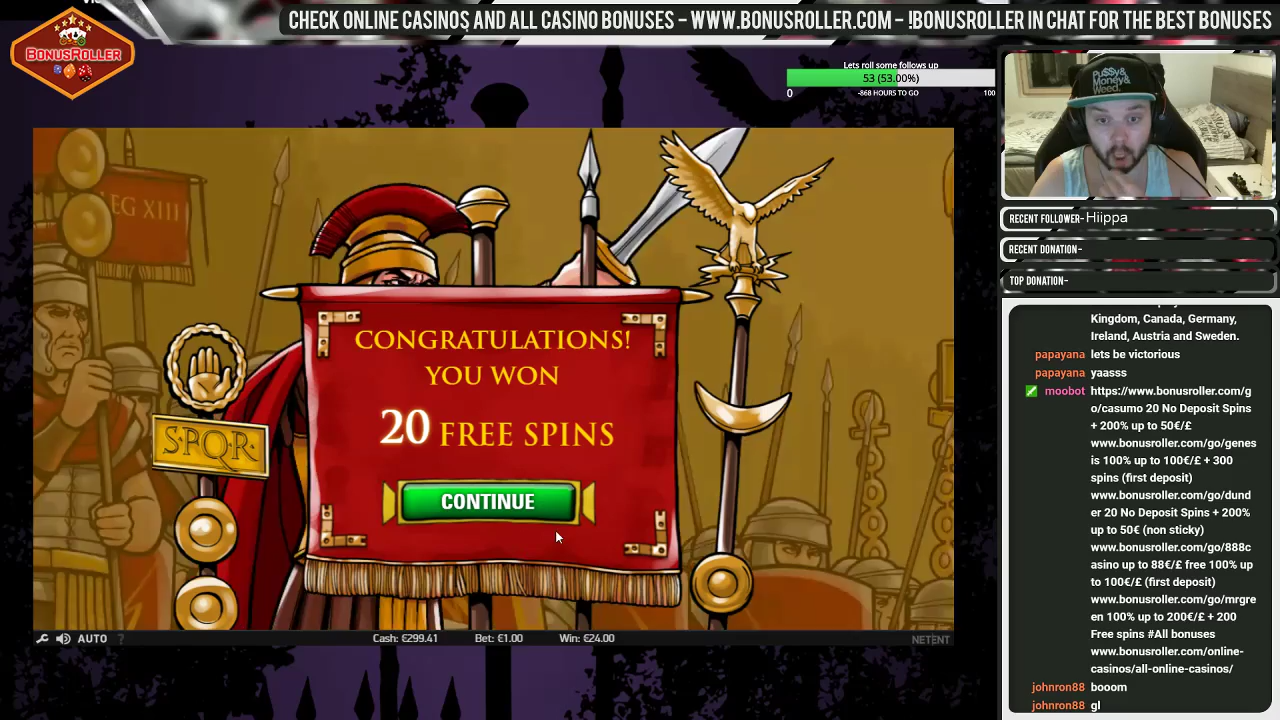 CHECK ONLINE CASINOS AND ALL CASINO BONUSES - WWW.BONUSROLLER.COM - !BONUSROLLER IN CHAT FOR THE BEST BONUSES
BONUSROLLER
Lets roll some follows up
53 (53.00%)
0
-868 HOURS TO GO
100
PU$$Y&
MONEY&
WEED.
EG XIII
CONGRATULATIONS!
YOU WON
20 FREE SPINS
CONTINUE
S·P·Q·R·
AUTO ?
Cash: €299.41
Bet: €1.00
Win: €24.00
NETENT
RECENT FOLLOWER- Hiippa
RECENT DONATION-
TOP DONATION-
Kingdom, Canada, Germany,
Ireland, Austria and Sweden.
papayana lets be victorious
papayana yaasss
moobot https://www.bonusroller.com/g
o/casumo 20 No Deposit Spins
+ 200% up to 50€/£
www.bonusroller.com/go/genes
is 100% up to 100€/£ + 300
spins (first deposit)
www.bonusroller.com/go/dund
er 20 No Deposit Spins + 200%
up to 50€ (non sticky)
www.bonusroller.com/go/888c
asino up to 88€/£ free 100% up
to 100€/£ (first deposit)
www.bonusroller.com/go/mrgre
en 100% up to 200€/£ + 200
Free spins #All bonuses
www.bonusroller.com/online-
casinos/all-online-casinos/
johnron88 booom
johnron88 gl